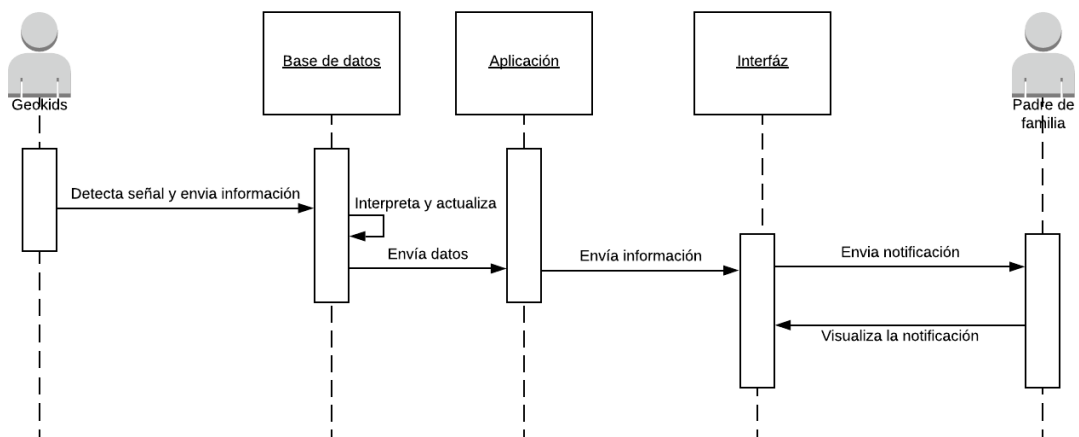 Geokids
Base de datos
Aplicación
Interfáz
Padre de
familia
Detecta señal y envia información
Interpreta y actualiza
Envía datos
Envía información
Envia notificación
Visualiza la notificación